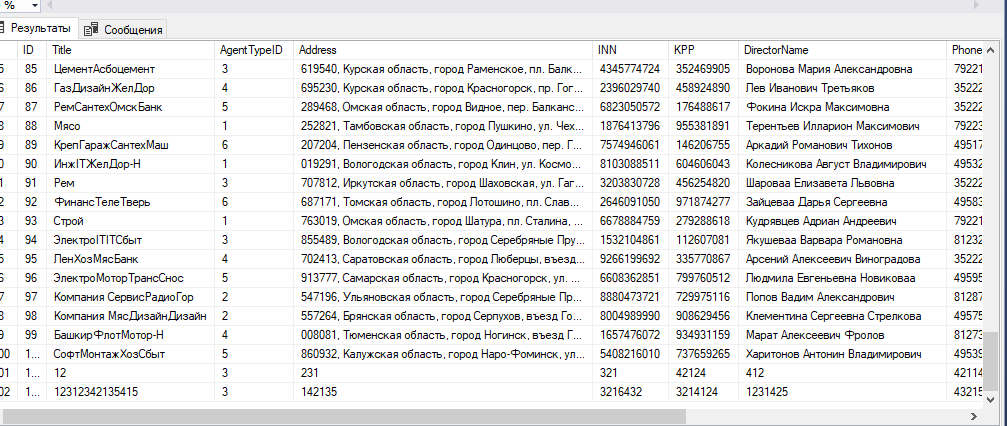 %
Результаты Сообщения
ID Title AgentTypeID Address INN KPP DirectorName Phone
5 85 ЦементАсбоцемент 3 619540, Курская область, город Раменское, пл. Балк... 4345774724 352469905 Воронова Мария Александровна 79221
6 86 ГазДизайнЖелДор 4 695230, Курская область, город Красногорск, пр. Гог... 2396029740 458924890 Лев Иванович Третьяков 35222
7 87 РемСантехОмскБанк 5 289468, Омская область, город Видное, пер. Балканс... 6823050572 176488617 Фокина Искра Максимовна 35222
8 88 Мясо 1 252821, Тамбовская область, город Пушкино, ул. Чех... 1876413796 955381891 Терентьев Илларион Максимович 79223
9 89 КрепГаражСантехМаш 6 207204, Пензенская область, город Одинцово, пер. Г... 7574946061 146206755 Аркадий Романович Тихонов 49517
0 90 ИнжITЖелДор-Н 1 019291, Вологодская область, город Клин, ул. Космо... 8103088511 604606043 Колесникова Август Владимирович 49532
1 91 Рем 3 707812, Иркутская область, город Шаховская, ул. Гаг... 3203830728 456254820 Шароваа Елизавета Львовна 35222
2 92 ФинансТелеТверь 6 687171, Томская область, город Лотошино, пл. Слав... 2646091050 971874277 Зайцеваа Дарья Сергеевна 49583
3 93 Строй 1 763019, Омская область, город Шатура, пл. Сталина, ... 6678884759 279288618 Кудрявцев Адриан Андреевич 79221
4 94 ЭлектроITITСбыт 3 855489, Вологодская область, город Серебряные Пру... 1532104861 112607081 Якушеваа Варвара Романовна 81232
5 95 ЛенХозМясБанк 4 702413, Саратовская область, город Люберцы, въезд... 9266199692 335770867 Арсений Алексеевич Виноградова 35222
6 96 ЭлектроМоторТрансСнос 5 913777, Самарская область, город Красногорск, ул. ... 6608362851 799760512 Людмила Евгеньевна Новиковаа 49595
7 97 Компания СервисРадиоГор 2 547196, Ульяновская область, город Серебряные Пр... 8880473721 729975116 Попов Вадим Александрович 81287
8 98 Компания МясДизайнДизайн 2 557264, Брянская область, город Серпухов, въезд Го... 8004989990 908629456 Клементина Сергеевна Стрелкова 49575
9 99 БашкирФлотМотор-Н 4 008081, Тюменская область, город Ногинск, въезд Г... 1657476072 934931159 Марат Алексеевич Фролов 81273
00 1... СофтМонтажХозСбыт 5 860932, Калужская область, город Наро-Фоминск, ул... 5408216010 737659265 Харитонов Антонин Владимирович 49539
01 1... 12 3 231 321 42124 412 42114
02 1... 12312342135415 3 142135 3216432 3214124 1231425 43215